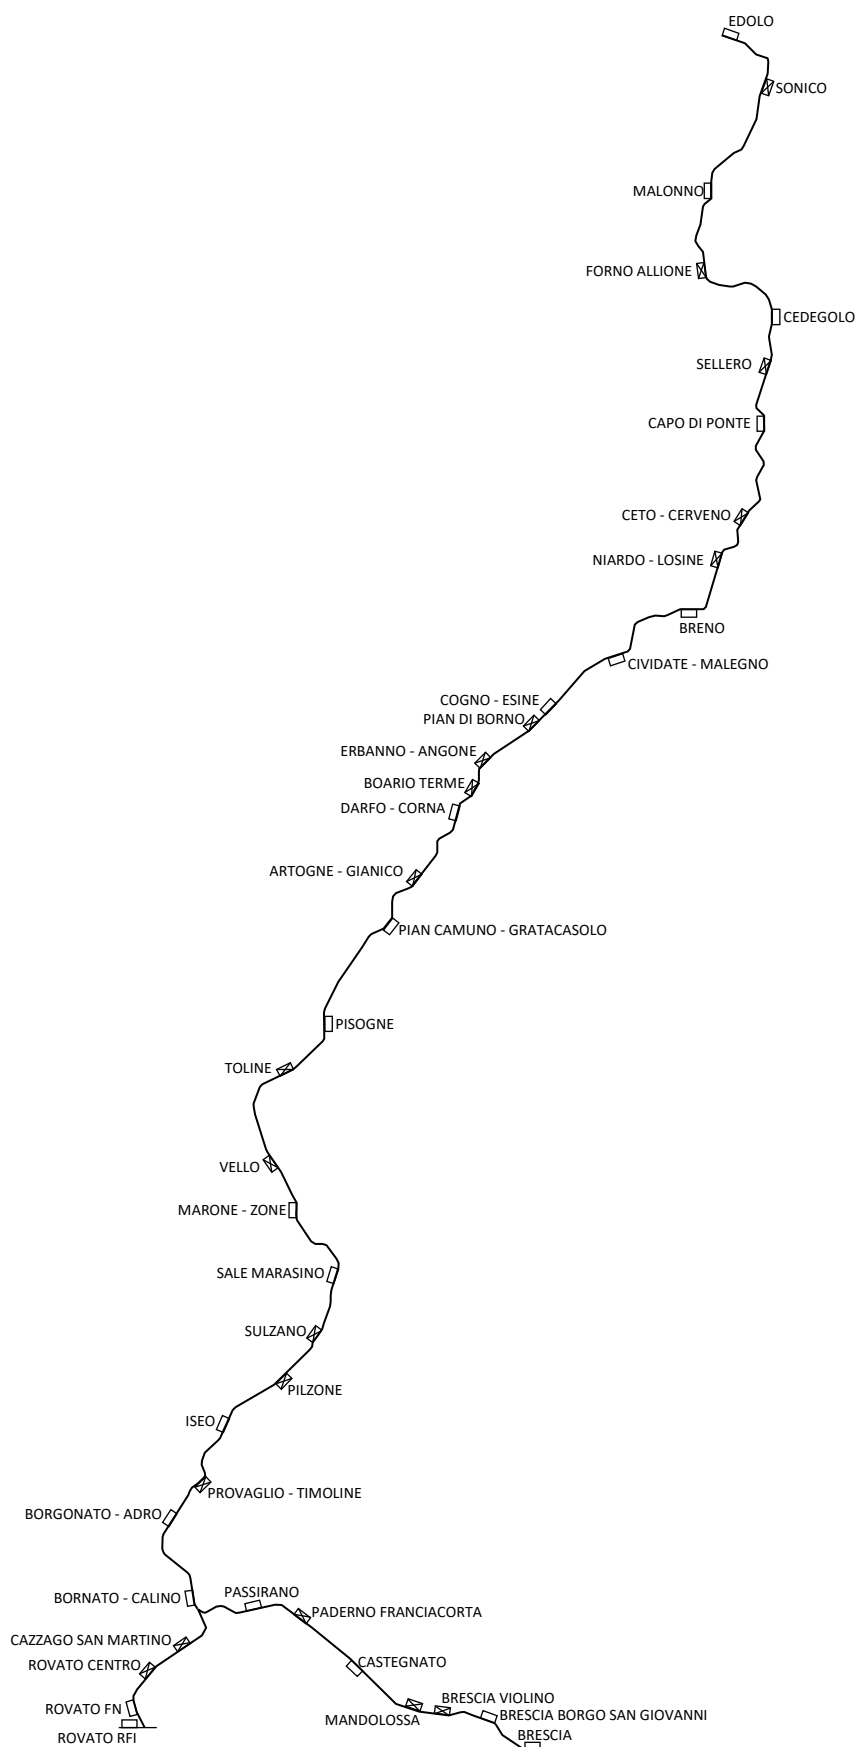 EDOLO
SONICO
MALONNO
FORNO ALLIONE
CEDEGOLO
SELLERO
CAPO DI PONTE
CETO - CERVENO
NIARDO - LOSINE
BRENO
CIVIDATE - MALEGNO
COGNO - ESINE
PIAN DI BORNO
ERBANNO - ANGONE
BOARIO TERME
DARFO - CORNA
ARTOGNE - GIANICO
PIAN CAMUNO - GRATACASOLO
PISOGNE
TOLINE
VELLO
MARONE - ZONE
SALE MARASINO
SULZANO
PILZONE
ISEO
PROVAGLIO - TIMOLINE
BORGONATO - ADRO
BORNATO - CALINO
PASSIRANO
PADERNO FRANCIACORTA
CAZZAGO SAN MARTINO
ROVATO CENTRO
CASTEGNATO
BRESCIA VIOLINO
ROVATO FN
BRESCIA BORGO SAN GIOVANNI
MANDOLOSSA
BRESCIA
ROVATO RFI